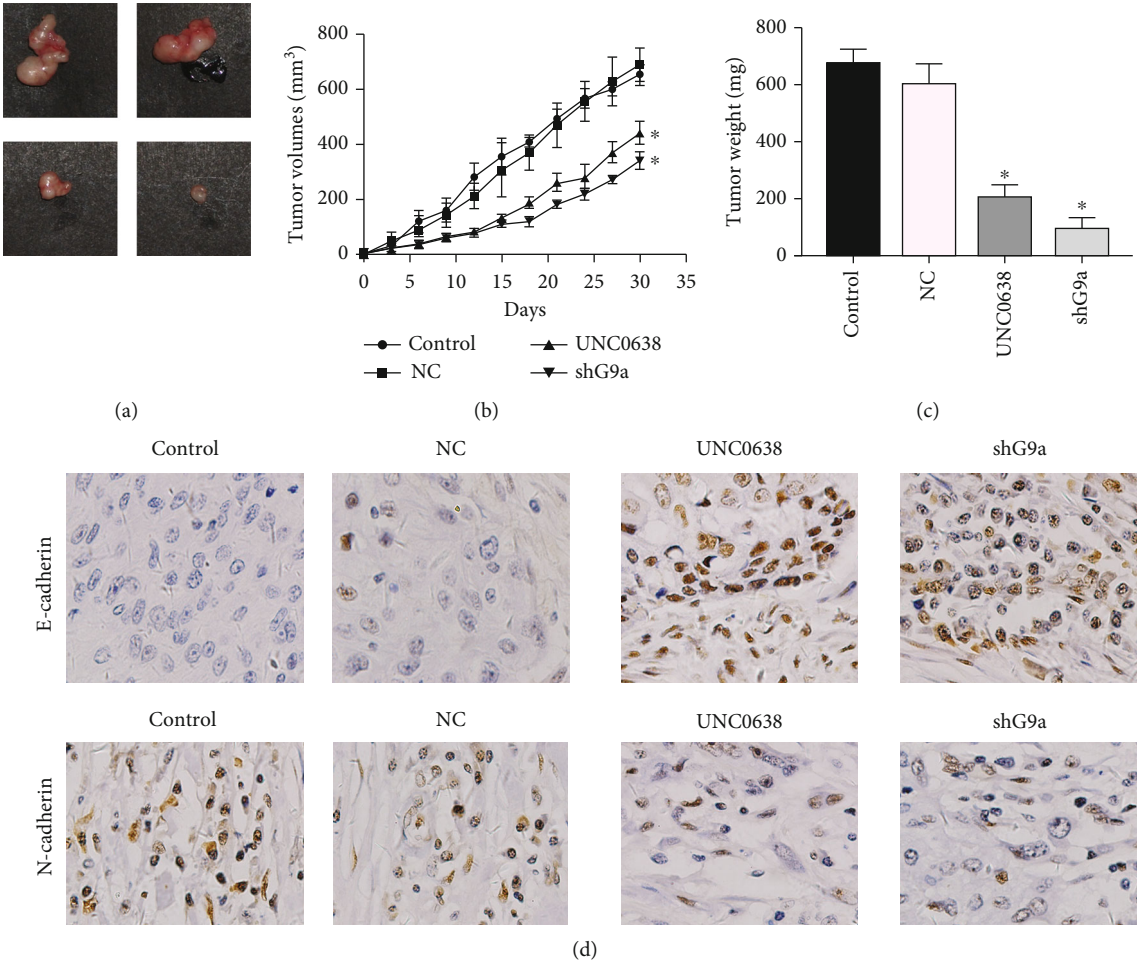 Tumor volumes (mm³)
800
600
400
200
0
0 5 10 15 20 25 30 35
Days
* 
*
Control
NC
UNC0638
shG9a
Tumor weight (mg)
800
600
400
200
0
*
*
Control
NC
UNC0638
shG9a
(a)
(b)
(c)
Control NC UNC0638 shG9a
E-cadherin
Control NC UNC0638 shG9a
N-cadherin
(d)